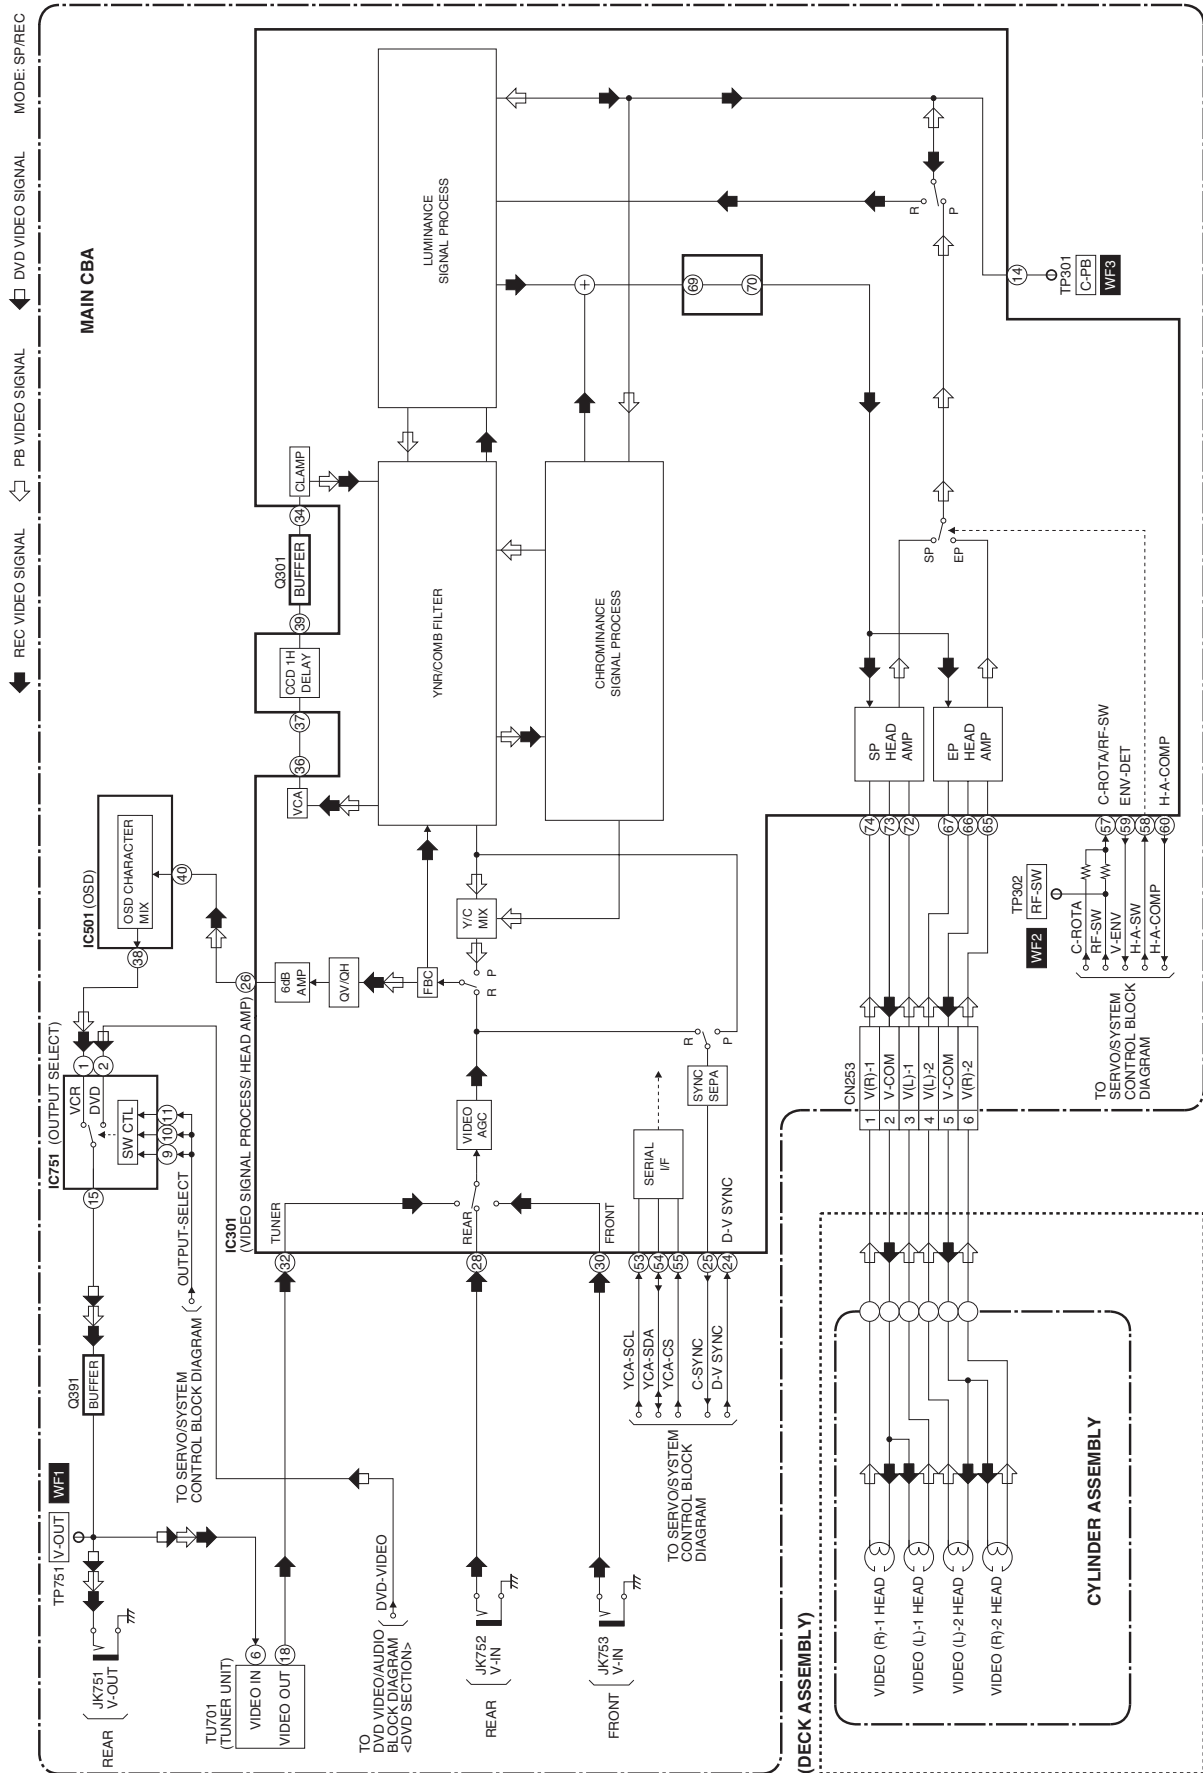 REC VIDEO SIGNAL
PB VIDEO SIGNAL
DVD VIDEO SIGNAL
MODE: SP/REC
MAIN CBA
REAR
JK751
V-OUT
TP751
V-OUT
WF1
Q391
BUFFER
15
IC751 (OUTPUT SELECT)
VCR
DVD
SW CTL
1
2
9
10
11
OUTPUT-SELECT
TO SERVO/SYSTEM
CONTROL BLOCK DIAGRAM
IC501 (OSD)
OSD CHARACTER
MIX
38
40
TU701
(TUNER UNIT)
VIDEO IN
6
VIDEO OUT
18
TO
DVD VIDEO/AUDIO
BLOCK DIAGRAM
<DVD SECTION>
DVD-VIDEO
REAR
JK752
V-IN
FRONT
JK753
V-IN
IC301
(VIDEO SIGNAL PROCESS/ HEAD AMP)
26
32
TUNER
28
REAR
30
FRONT
VIDEO
AGC
6dB
AMP
QV/QH
FBC
R
P
Y/C
MIX
VCA
36
37
CCD 1H
DELAY
39
Q301
BUFFER
34
CLAMP
YNR/COMB FILTER
LUMINANCE
SIGNAL PROCESS
CHROMINANCE
SIGNAL PROCESS
+
69
70
R
P
14
TP301
C-PB
WF3
SERIAL
I/F
SYNC
SEPA
R
P
D-V SYNC
53
54
55
25
24
YCA-SCL
YCA-SDA
YCA-CS
C-SYNC
D-V SYNC
TO SERVO/SYSTEM
CONTROL BLOCK
DIAGRAM
SP
HEAD
AMP
EP
HEAD
AMP
SP
EP
74
73
72
67
66
65
57
59
58
60
C-ROTA/RF-SW
ENV-DET
H-A-COMP
TP302
RF-SW
WF2
C-ROTA
RF-SW
V-ENV
H-A-SW
H-A-COMP
TO
SERVO/SYSTEM
CONTROL BLOCK
DIAGRAM
CN253
1 V(R)-1
2 V-COM
3 V(L)-1
4 V(L)-2
5 V-COM
6 V(R)-2
(DECK ASSEMBLY)
VIDEO (R)-1 HEAD
VIDEO (L)-1 HEAD
VIDEO (L)-2 HEAD
VIDEO (R)-2 HEAD
CYLINDER ASSEMBLY